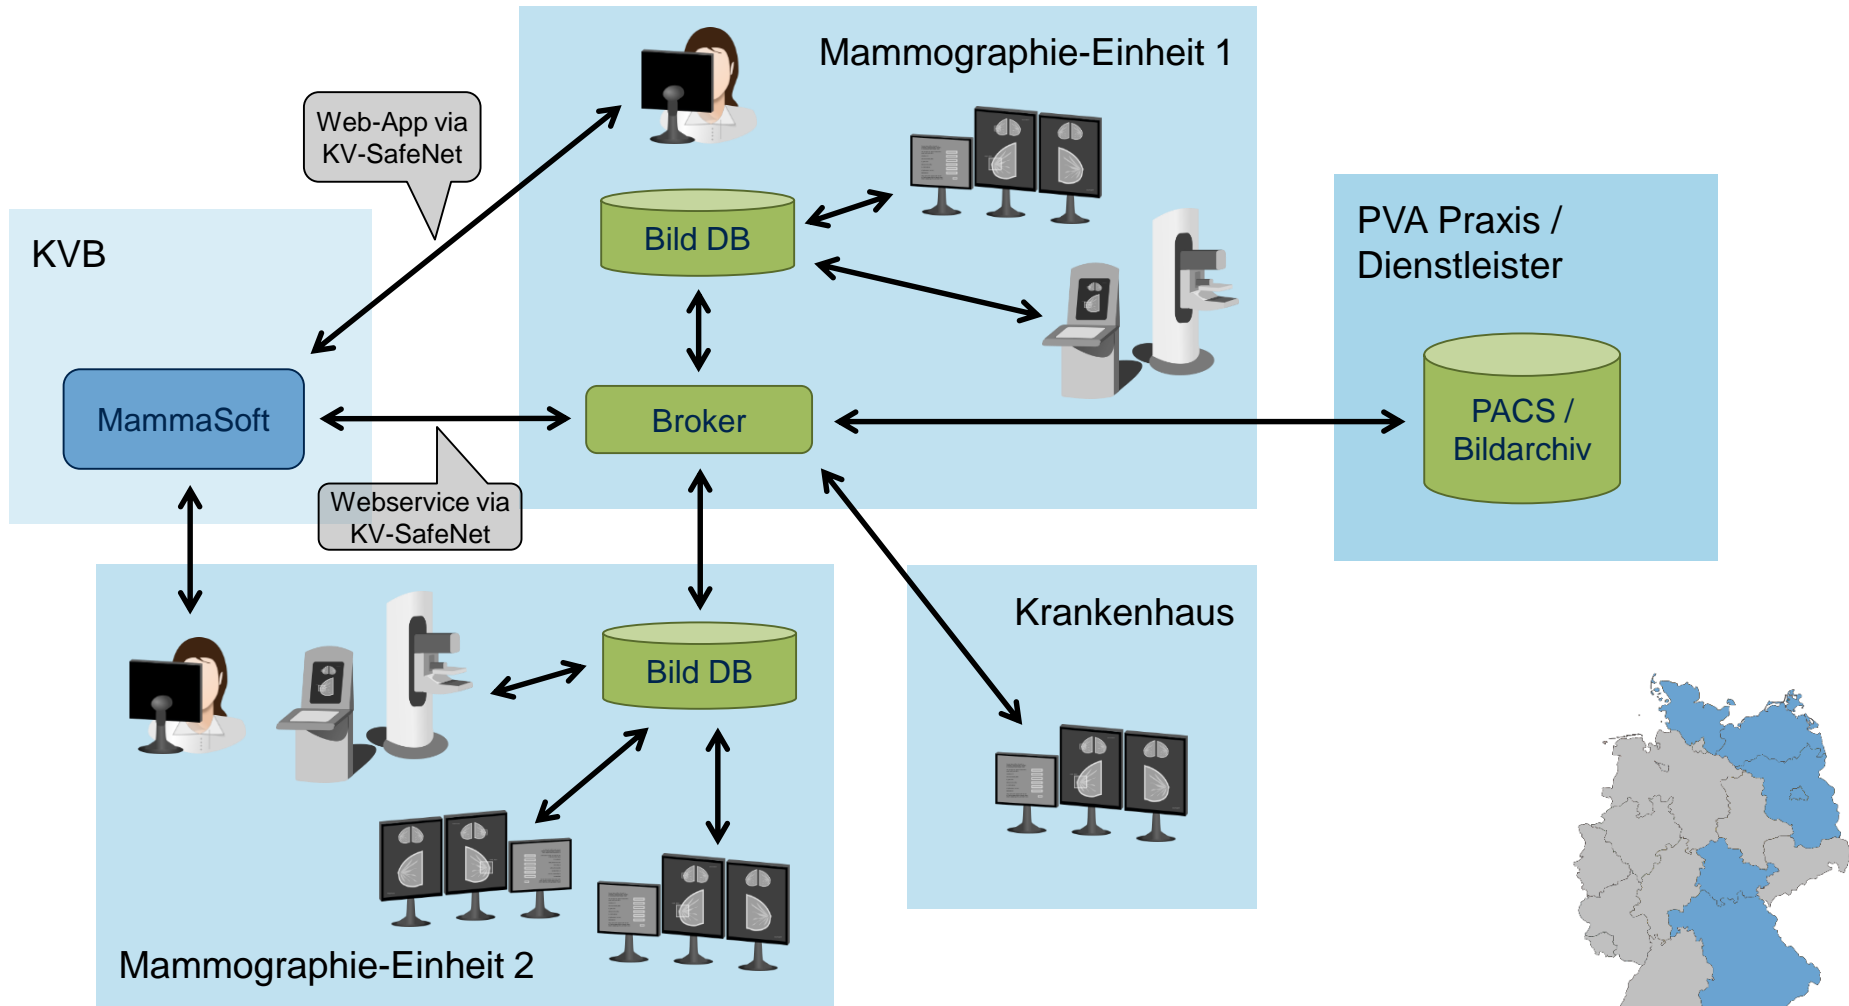 Mammographie-Einheit 1
Web-App via
KV-SafeNet
KVB
Bild DB
PVA Praxis /
Dienstleister
MammaSoft
Broker
PACS /
Bildarchiv
Webservice via
KV-SafeNet
Krankenhaus
Bild DB
Mammographie-Einheit 2